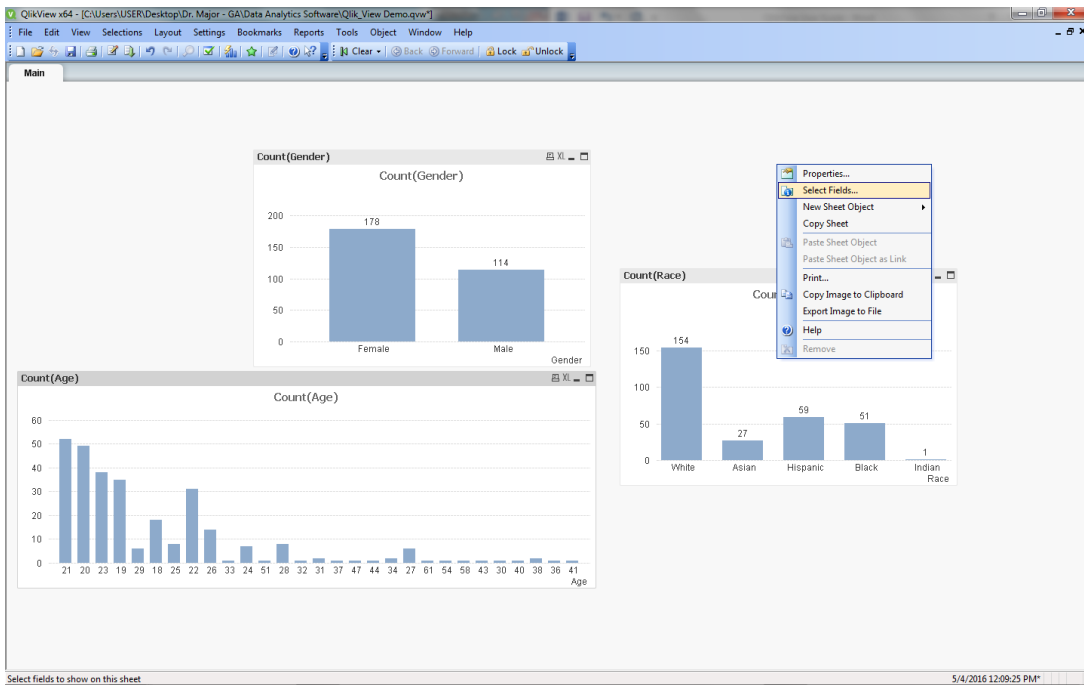 QlikView x64 - [C:\Users\USER\Desktop\Dr. Major - GA\Data Analytics Software\Qlik_View Demo.qvw*]
File Edit View Selections Layout Settings Bookmarks Reports Tools Object Window Help
Clear Back Forward Lock Unlock
Main
Count(Gender) XL
Count(Gender)
200
150
100
50
0
178
114
Female Male
Gender
Properties...
Select Fields...
New Sheet Object
Copy Sheet
Paste Sheet Object
Paste Sheet Object as Link
Print...
Copy Image to Clipboard
Export Image to File
Help
Remove
Count(Race)
Cou
150
100
50
0
154
27
59
51
1
White Asian Hispanic Black Indian
Race
Count(Age) XL
Count(Age)
60
50
40
30
20
10
0
21 20 23 19 29 18 25 22 26 33 24 51 28 32 31 37 47 44 34 27 61 54 58 43 30 40 38 36 41
Age
Select fields to show on this sheet 5/4/2016 12:09:25 PM*